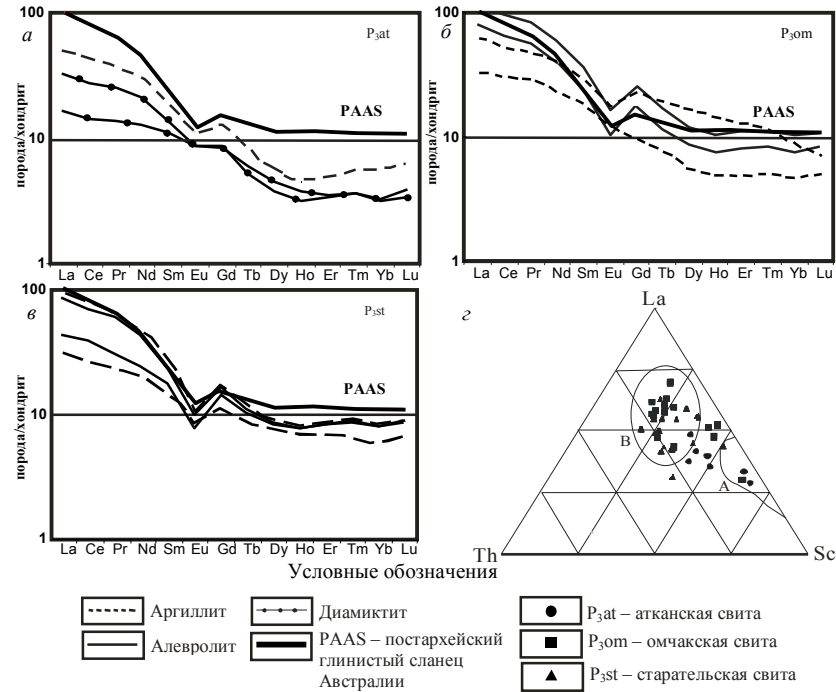 100
а
P₃at
PAAS
10
1
порода/хондрит
La Ce Pr Nd Sm Eu Gd Tb Dy Ho Er Tm Yb Lu
100
б
P₃om
PAAS
10
1
порода/хондрит
La Ce Pr Nd Sm Eu Gd Tb Dy Ho Er Tm Yb Lu
100
в
P₃st
PAAS
10
1
порода/хондрит
La Ce Pr Nd Sm Eu Gd Tb Dy Ho Er Tm Yb Lu
г
La
В
А
Th
Sc
Условные обозначения
Аргиллит
Алевролит
Диамиктит
PAAS – постархейский
глинистый сланец
Австралии
P₃at – атканская свита
P₃om – омчакская свита
P₃st – старательская свита